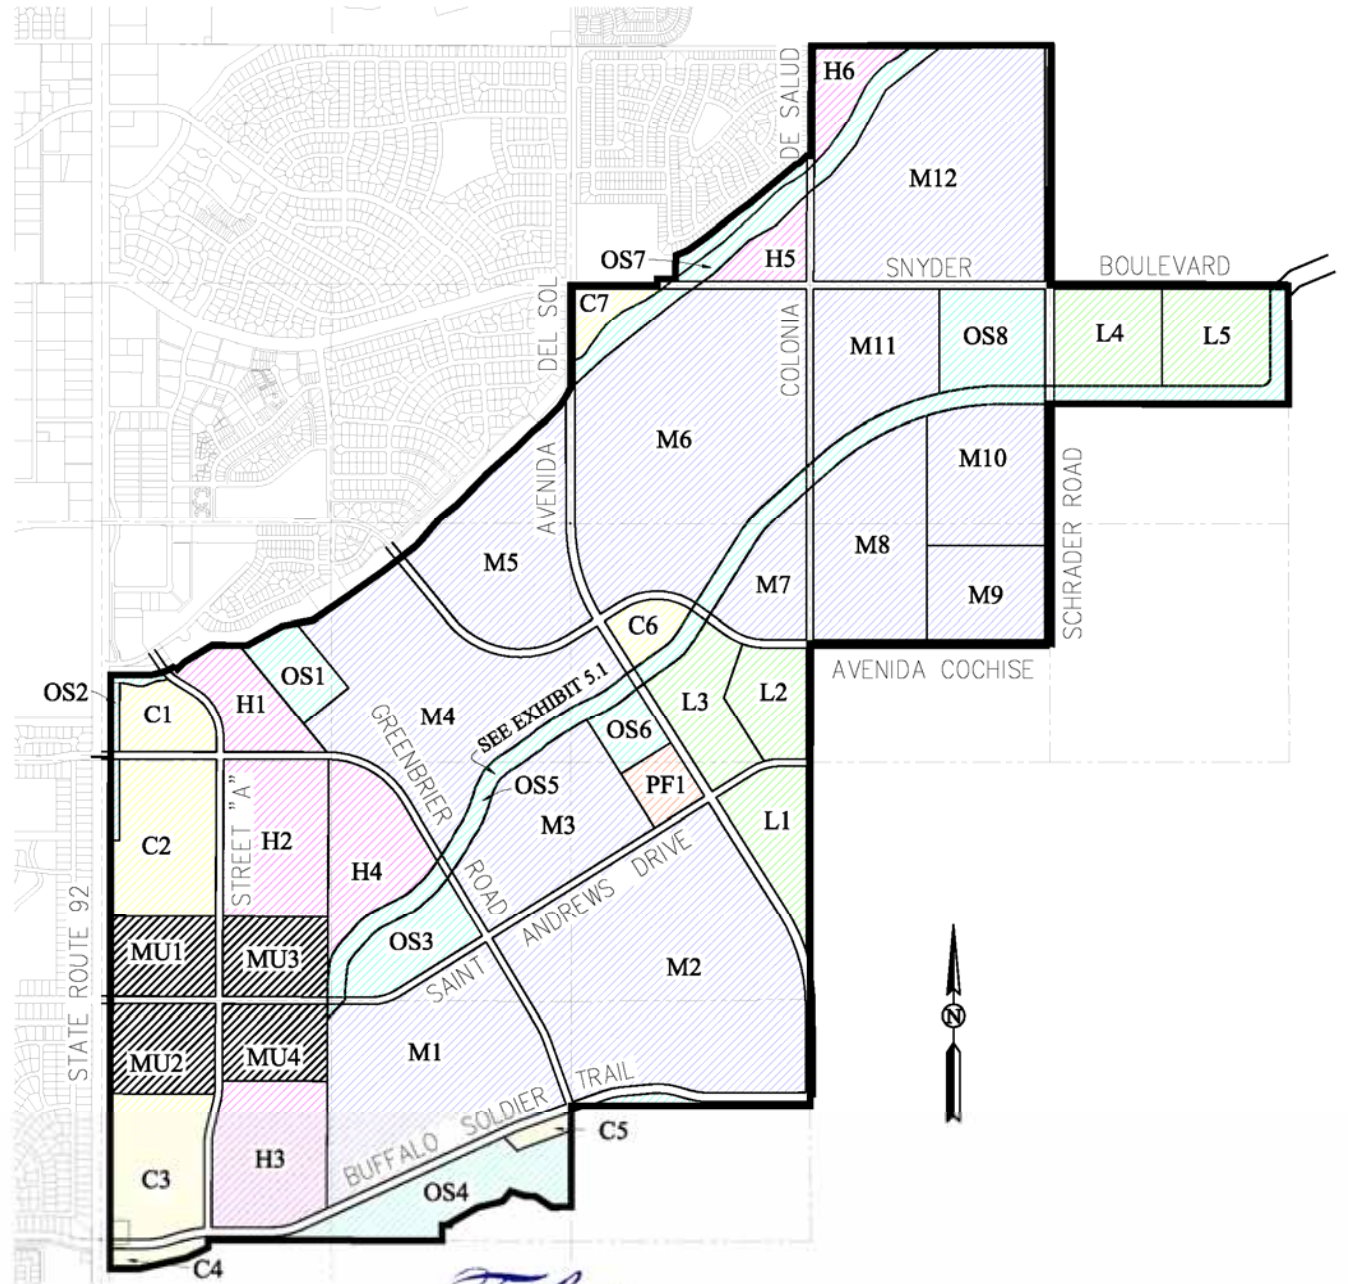 DE SALUD
H6
M12
OS7
H5
SNYDER
BOULEVARD
C7
DEL SOL
COLONIA
M11
OS8
L4
L5
M6
AVENIDA
M10
SCHRADER ROAD
M5
M8
M7
M9
C6
AVENIDA COCHISE
OS2
C1
H1
OS1
M4
GREENBRIER
ROAD
SEE EXHIBIT 5.1
L3
L2
OS6
PF1
OS5
M3
L1
C2
STREET "A"
H2
H4
STATE ROUTE 92
SAINT
ANDREWS
DRIVE
OS3
MU1
MU3
M2
N
MU2
MU4
M1
BUFFALO
SOLDIER
TRAIL
C5
C3
H3
OS4
C4